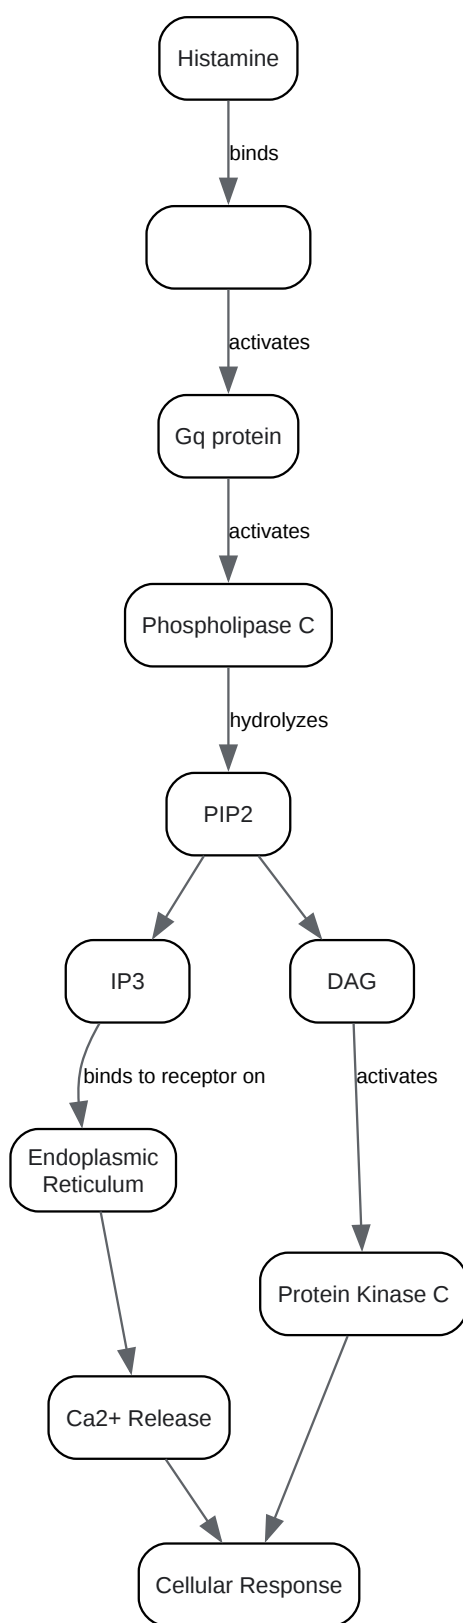 Histamine
binds
activates
Gq protein
activates
Phospholipase C
hydrolyzes
PIP2
IP3
DAG
binds to receptor on
activates
Endoplasmic
Reticulum
Protein Kinase C
Ca2+ Release
Cellular Response